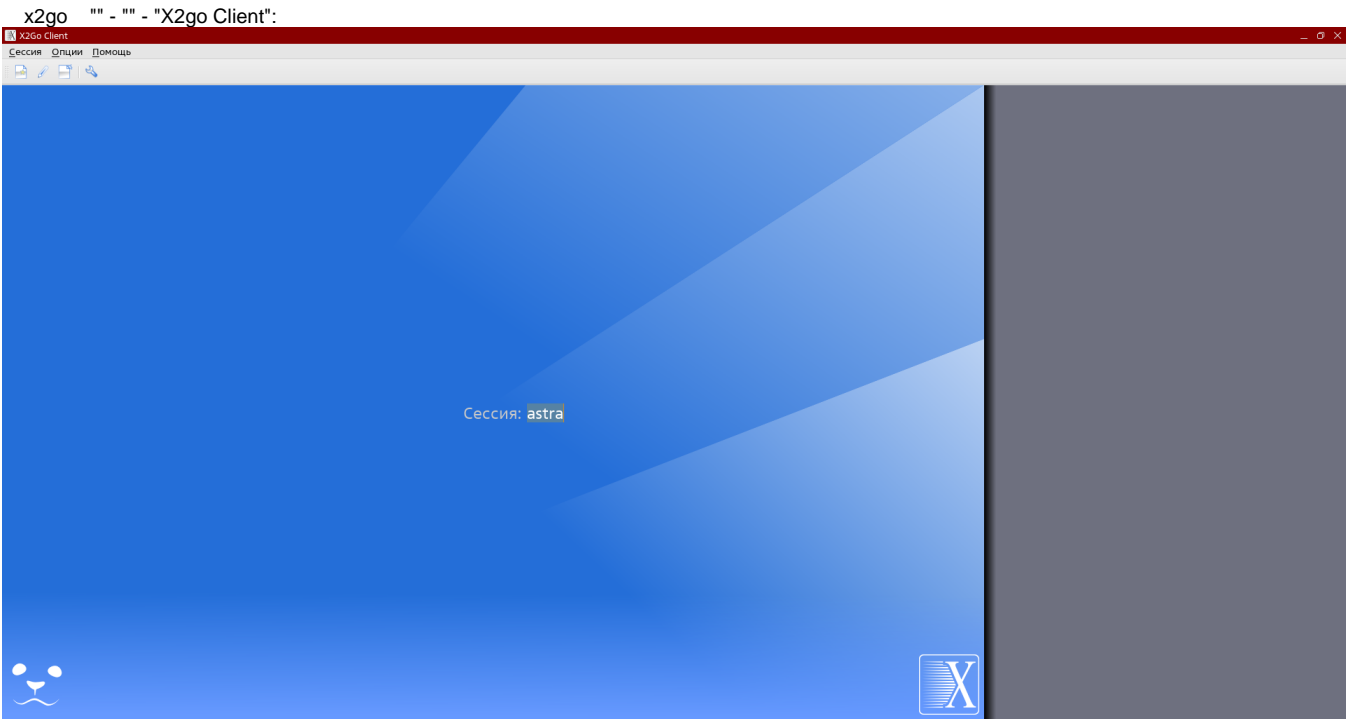 x2go "" - "" - "X2go Client":
X2Go Client
Сессия Опции Помощь
Сессия: astra
X